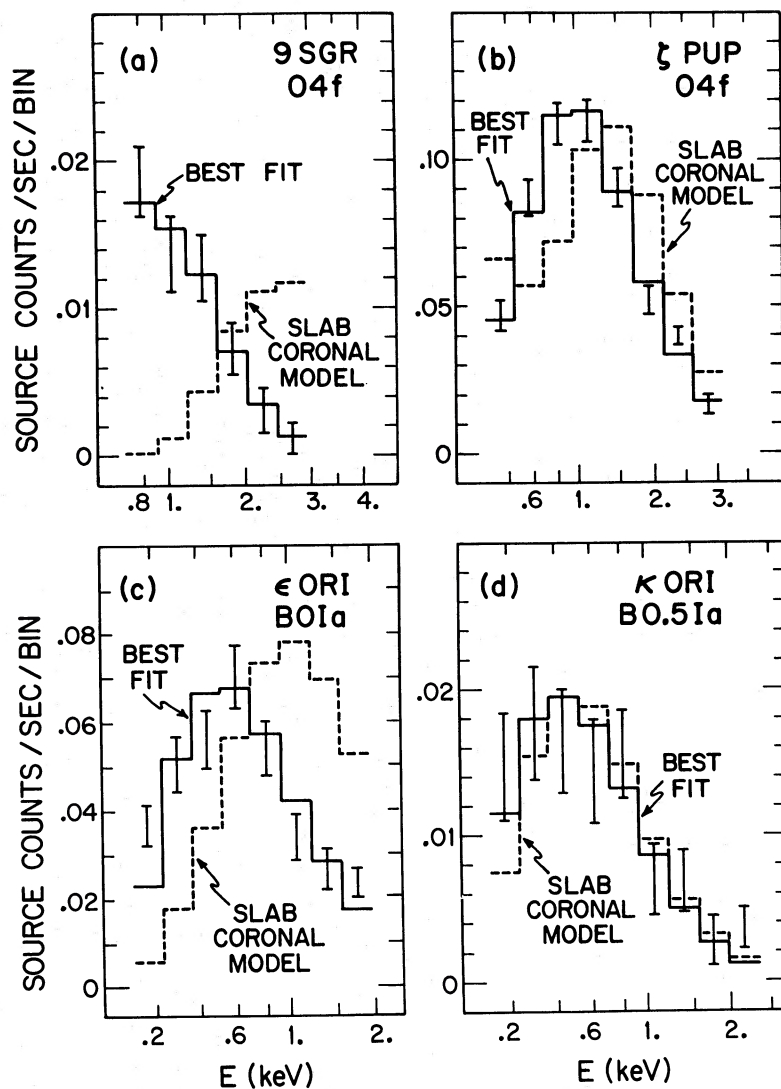 (a)
9 SGR
O4f
BEST FIT
SLAB
CORONAL
MODEL
.02
.01
0
.8 1. 2. 3. 4.
SOURCE COUNTS/SEC/BIN
(b)
ζ PUP
O4f
BEST
FIT
SLAB
CORONAL
MODEL
.10
.05
0
.6 1. 2. 3.
(c)
ϵ ORI
BOIa
BEST
FIT
SLAB
CORONAL
MODEL
.08
.06
.04
.02
0
.2 .6 1. 2.
E (keV)
SOURCE COUNTS/SEC/BIN
(d)
κ ORI
BO.5Ia
BEST
FIT
SLAB
CORONAL
MODEL
.02
.01
0
.2 .6 1. 2.
E (keV)